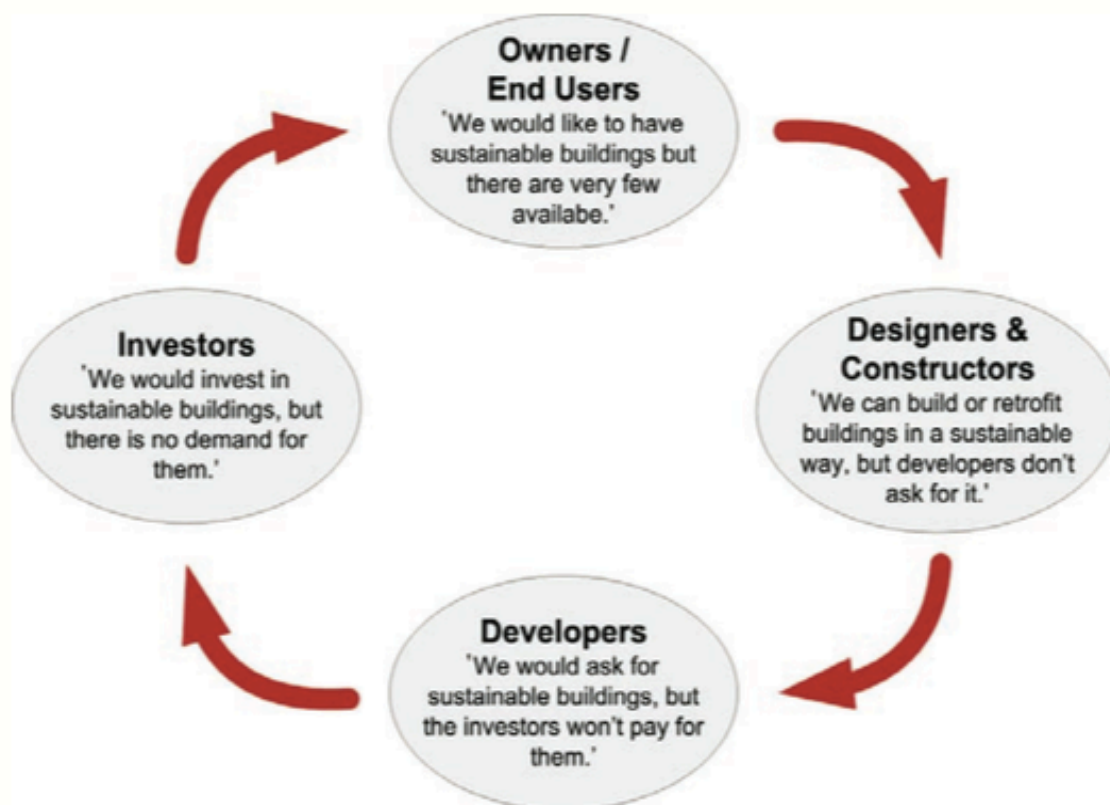 Owners /
End Users
'We would like to have
sustainable buildings but
there are very few
availabe.'
Designers &
Constructors
'We can build or retrofit
buildings in a sustainable
way, but developers don't
ask for it.'
Developers
'We would ask for
sustainable buildings, but
the investors won't pay for
them.'
Investors
'We would invest in
sustainable buildings, but
there is no demand for
them.'